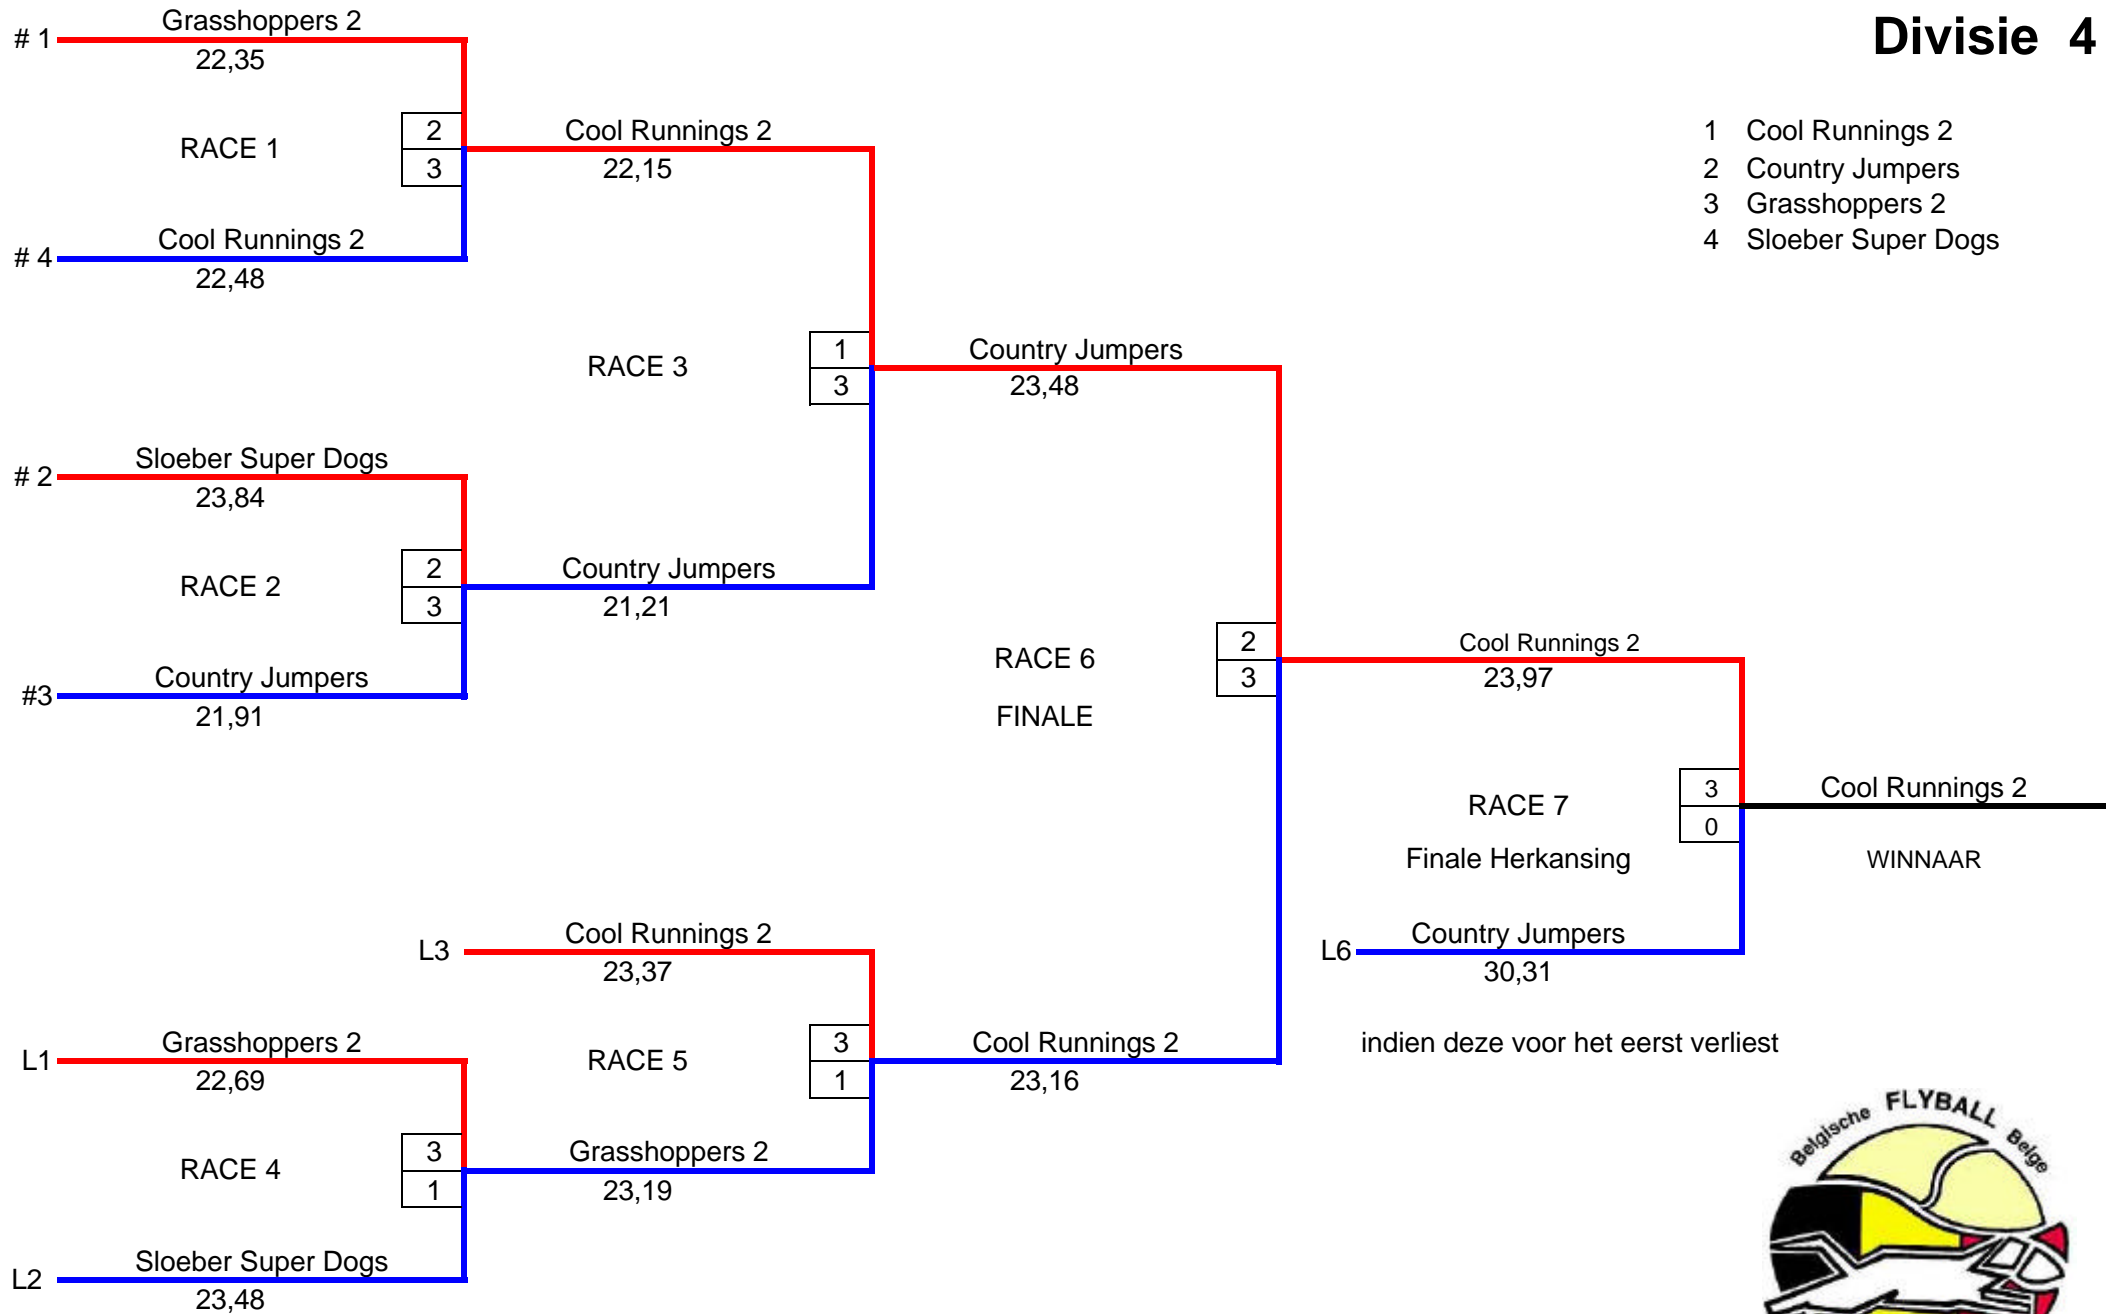 Divisie 4
1 Cool Runnings 2
2 Country Jumpers
3 Grasshoppers 2
4 Sloeber Super Dogs
# 1 Grasshoppers 2
22,35
RACE 1
2
3
# 4 Cool Runnings 2
22,48
Cool Runnings 2
22,15
# 2 Sloeber Super Dogs
23,84
RACE 2
2
3
#3 Country Jumpers
21,91
Country Jumpers
21,21
RACE 3
1
3
Country Jumpers
23,48
RACE 6
FINALE
2
3
Cool Runnings 2
23,97
RACE 7
Finale Herkansing
3
0
Cool Runnings 2
WINNAAR
L6 Country Jumpers
30,31
indien deze voor het eerst verliest
L3 Cool Runnings 2
23,37
RACE 5
3
1
Cool Runnings 2
23,16
L1 Grasshoppers 2
22,69
RACE 4
3
1
Grasshoppers 2
23,19
L2 Sloeber Super Dogs
23,48
Belgische FLYBALL Belge